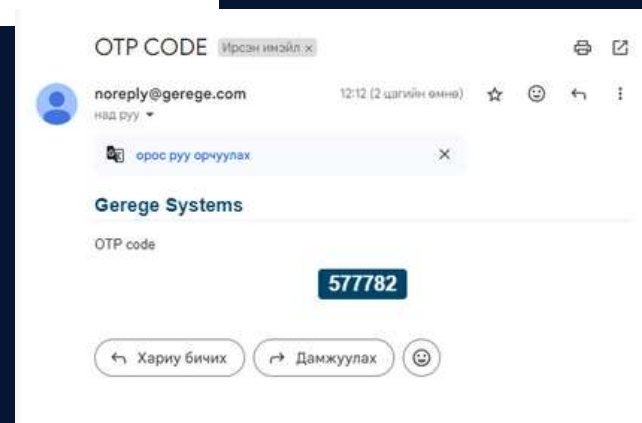 OTP CODE Ирсэн имэйл ×
noreply@gerege.com 12:12 (2 цагийн өмнө)
над руу
орос руу орчуулах
Gerege Systems
OTP code
577782
Хариу бичих Дамжуулах